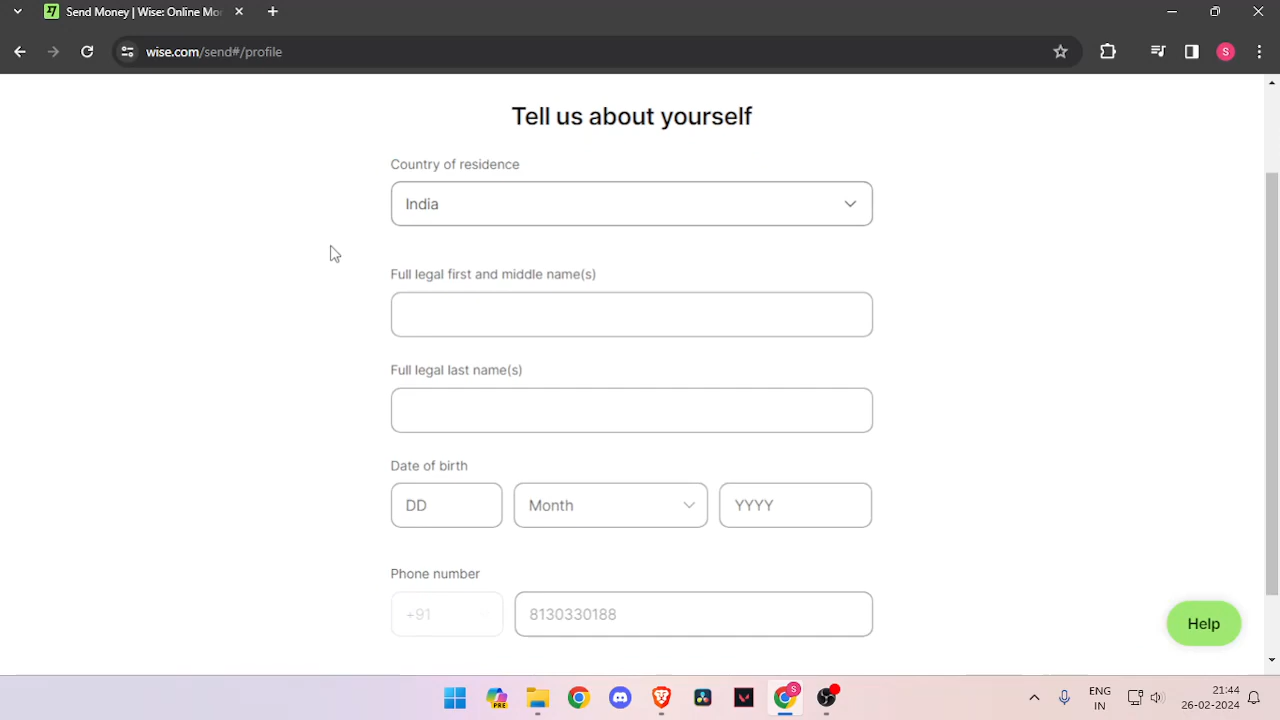 Send Money | Wise: Online Mo
wise.com/send#/profile
S
Tell us about yourself
Country of residence
India
Full legal first and middle name(s)
Full legal last name(s)
Date of birth
DD Month YYYY
Phone number
+91 8130330188
Help
PRE
S
ENG
IN
21:44
26-02-2024